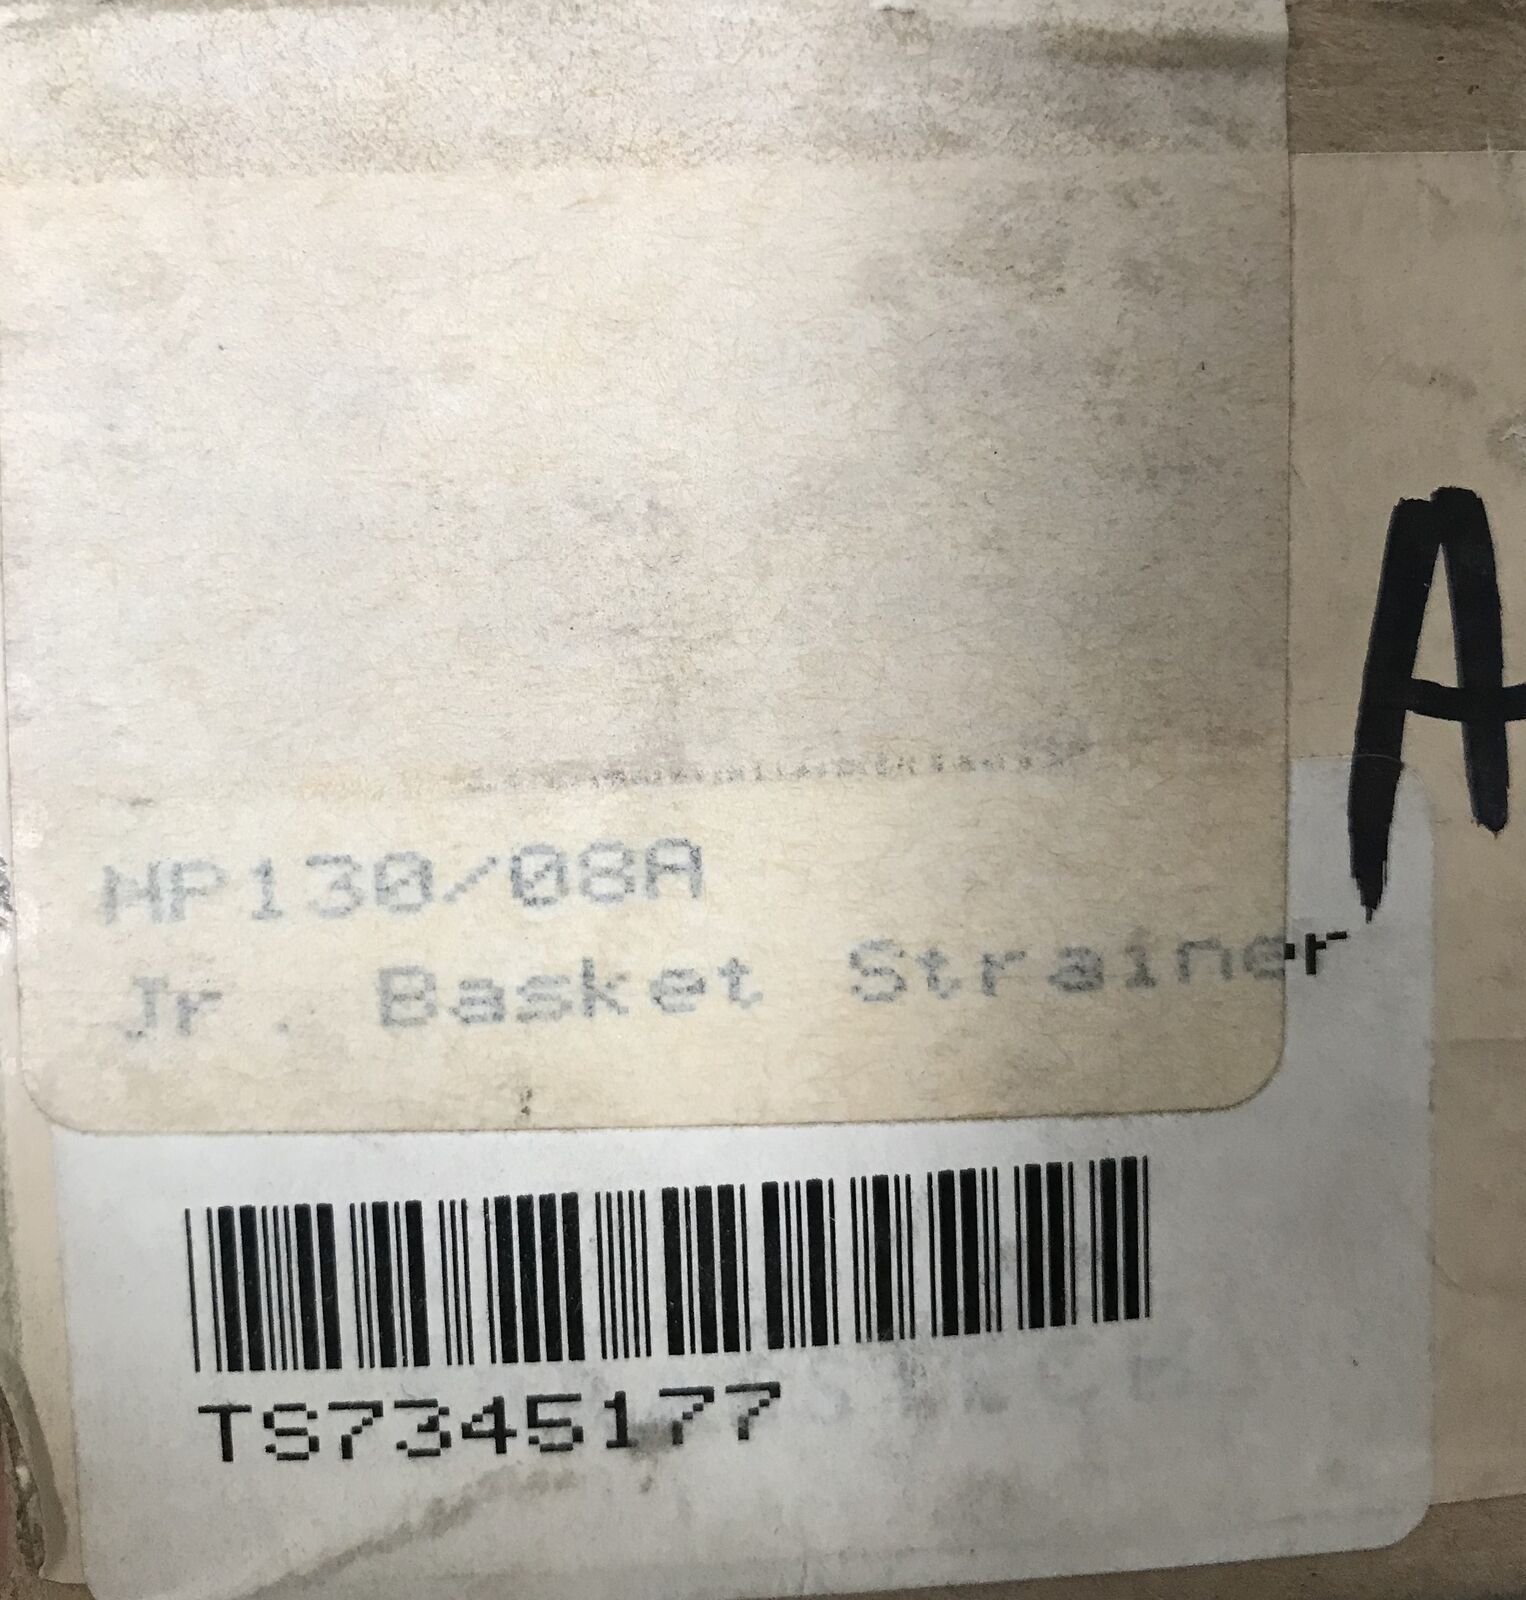 A
HP130/08A
Jr. Basket Strainer
TS7345177